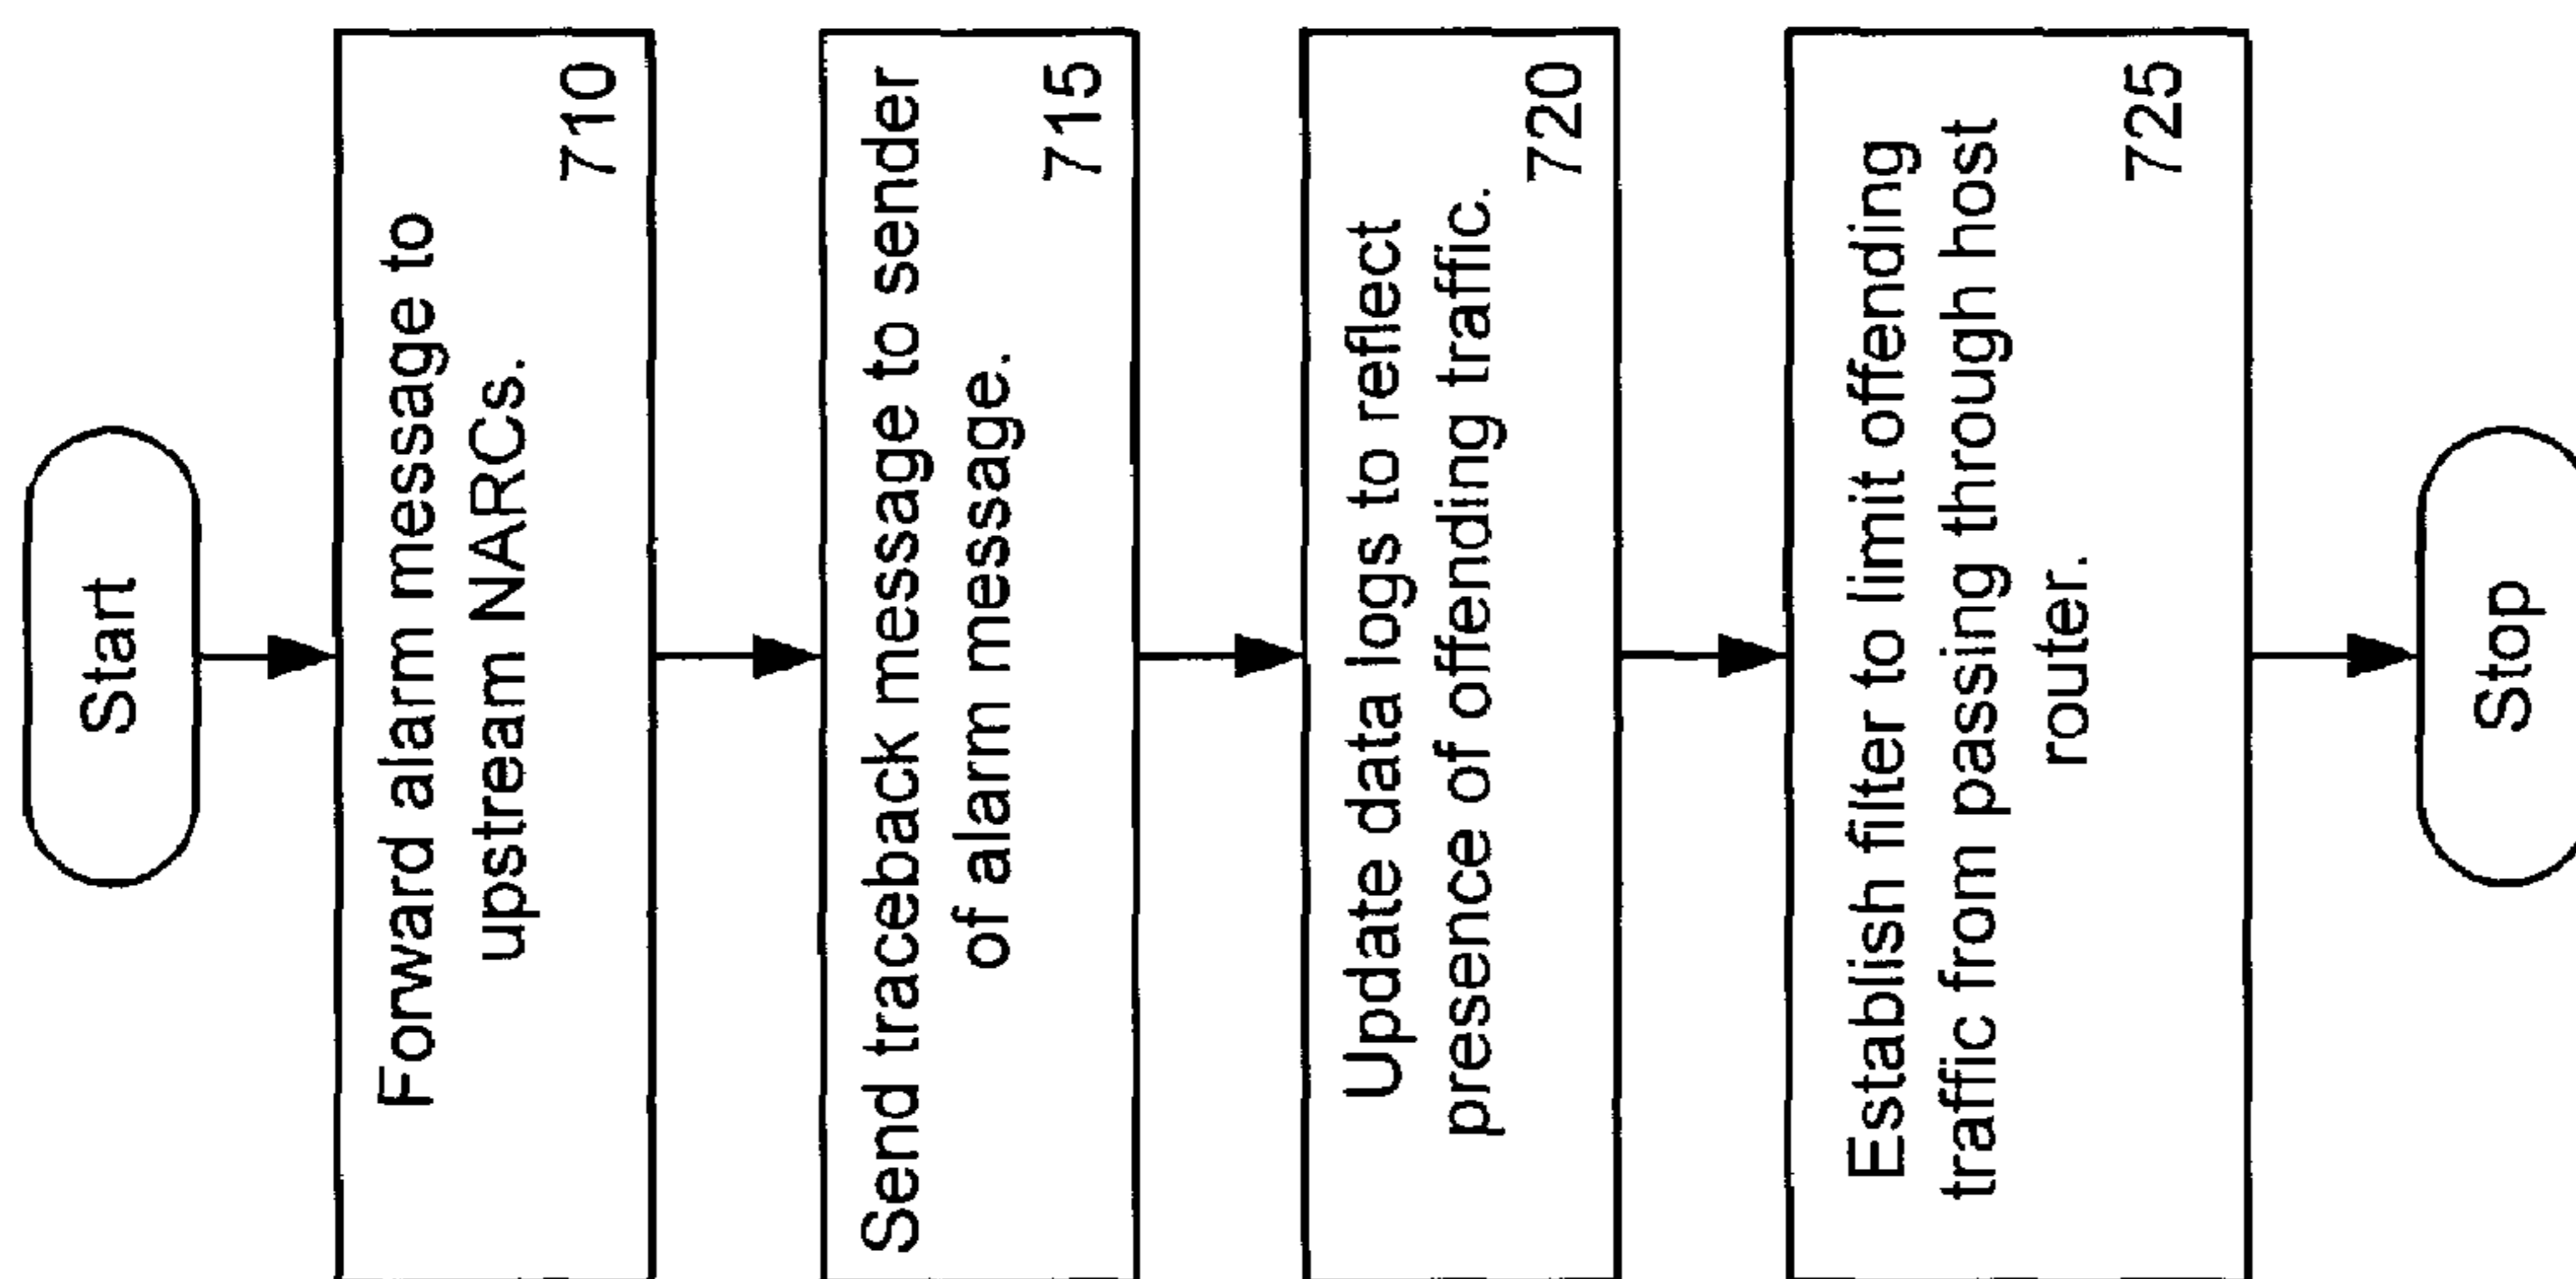 Start
Forward alarm message to
upstream NARCs.
710
Send traceback message to sender
of alarm message.
715
Update data logs to reflect
presence of offending traffic.
720
Establish filter to limit offending
traffic from passing through host
router.
725
Stop